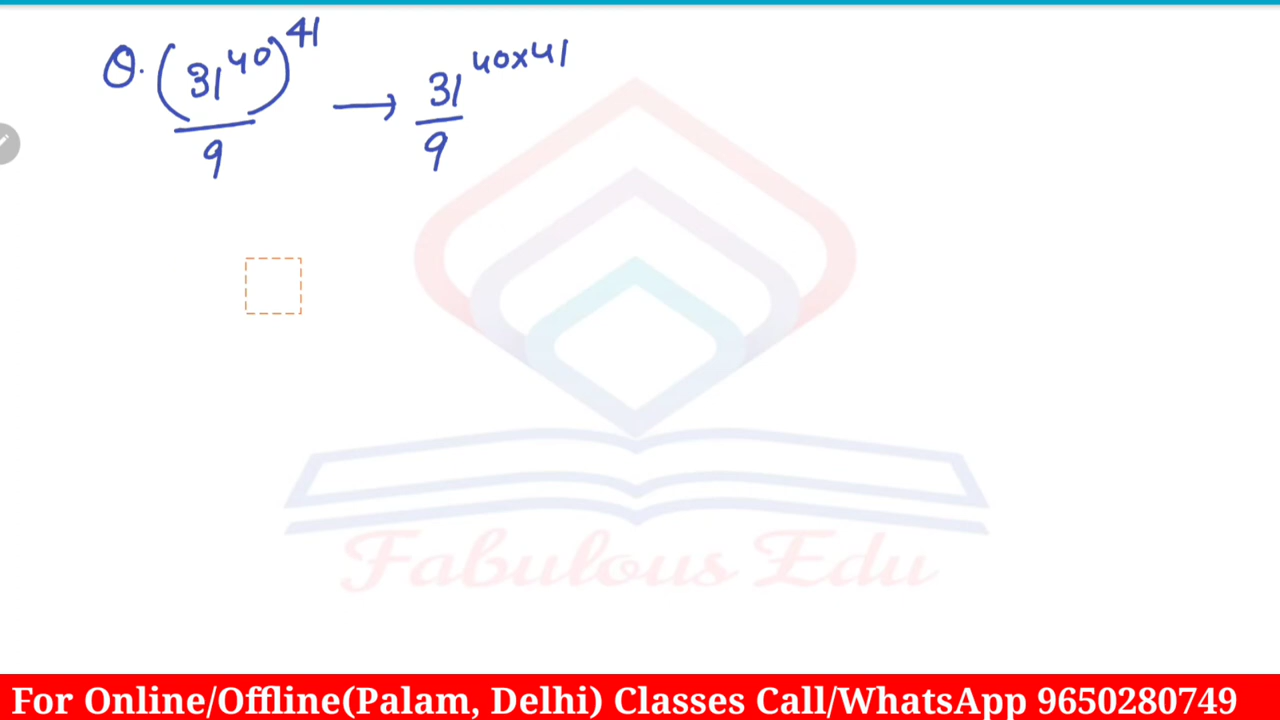 Q. (31^40)^41 / 9 → 31^40×41 / 9
Fabulous Edu
For Online/Offline(Palam, Delhi) Classes Call/WhatsApp 9650280749